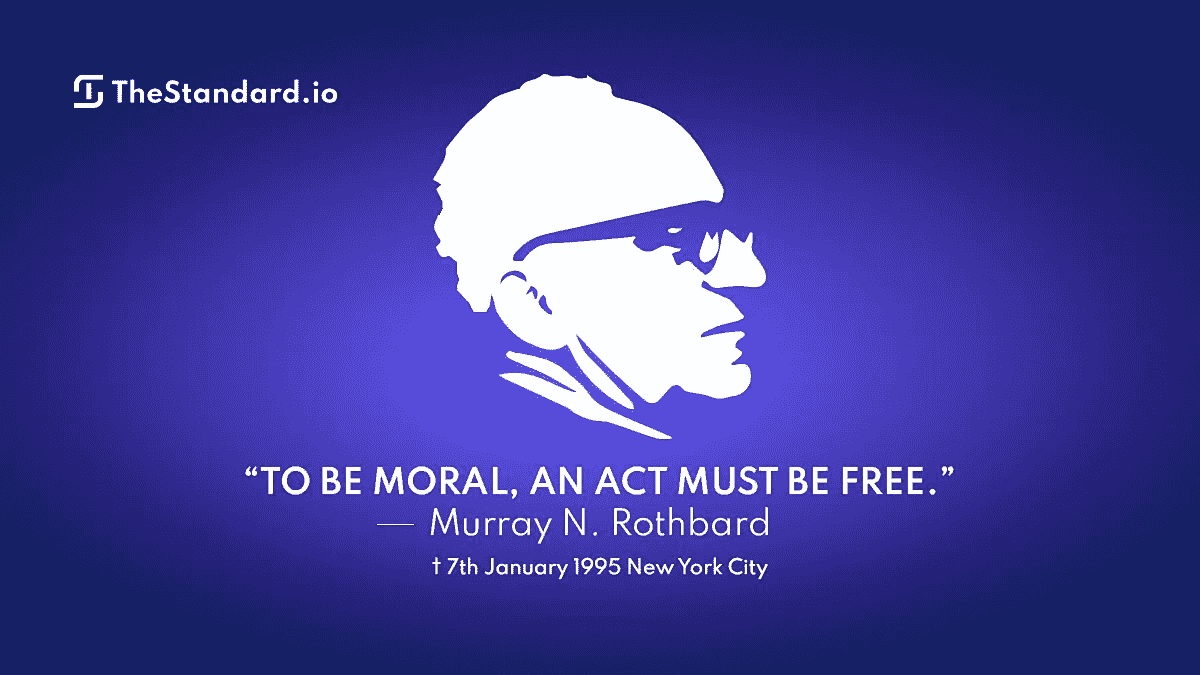 TheStandard.io
“TO BE MORAL, AN ACT MUST BE FREE.”
— Murray N. Rothbard
† 7th January 1995 New York City